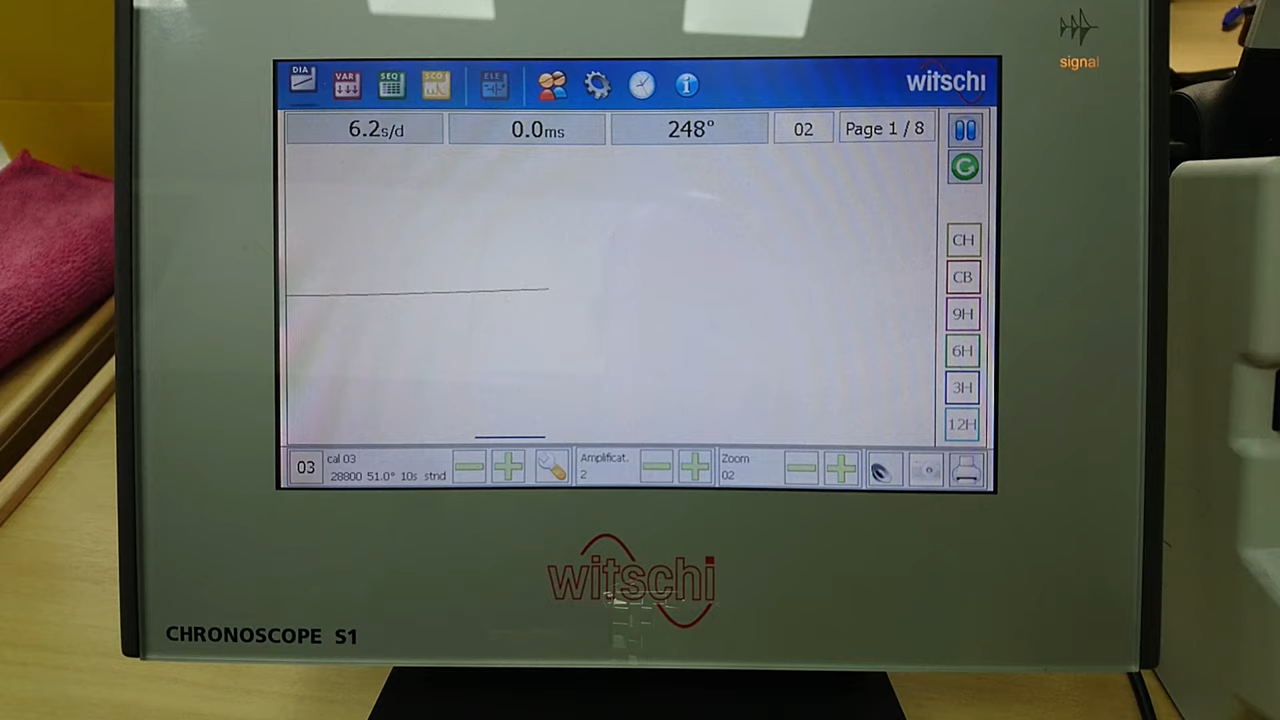 signal
DIA VAR SEQ SCO ELE witschi
6.2s/d 0.0ms 248° 02 Page 1 / 8
CH
CB
9H
6H
3H
12H
03 cal 03 Amplificat. Zoom
28800 51.0° 10s stnd 2 02
witschi
CHRONOSCOPE S1